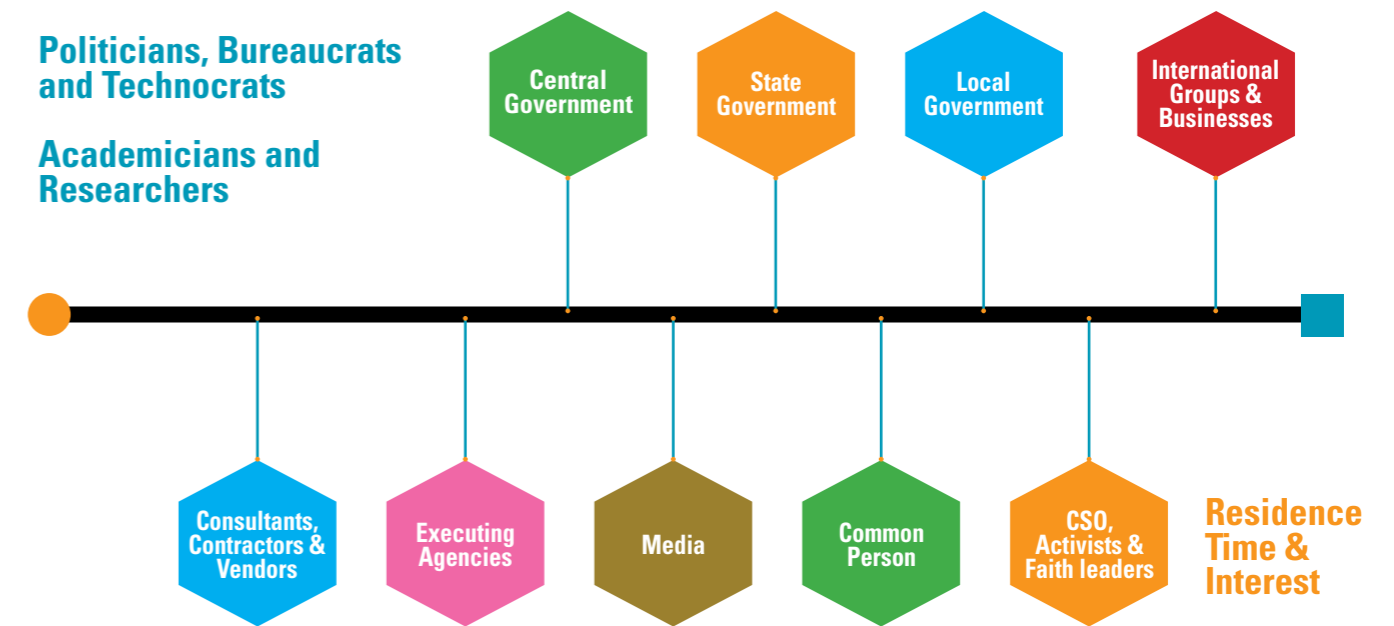 Politicians, Bureaucrats
and Technocrats
Academicians and
Researchers
Central
Government
State
Government
Local
Government
International
Groups &
Businesses
Consultants,
Contractors &
Vendors
Executing
Agencies
Media
Common
Person
CSO,
Activists &
Faith leaders
Residence
Time &
Interest